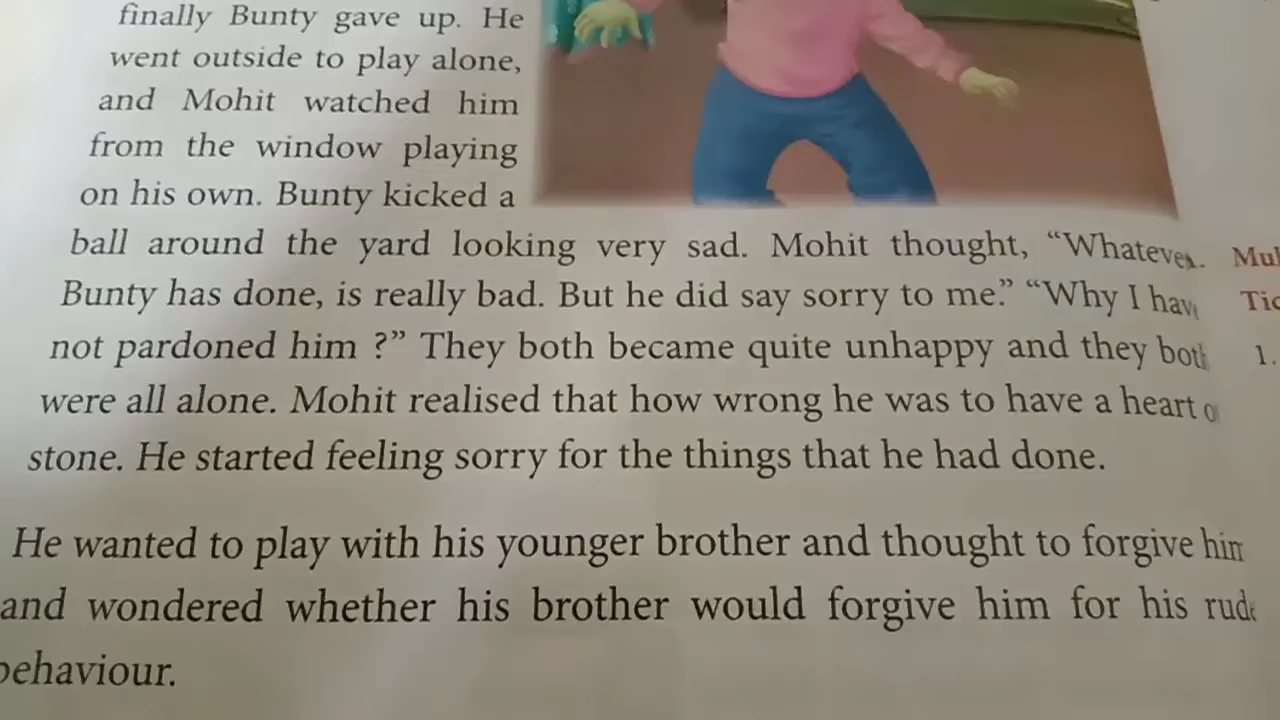 finally Bunty gave up. He
went outside to play alone,
and Mohit watched him
from the window playing
on his own. Bunty kicked a
ball around the yard looking very sad. Mohit thought, “Whatever
Bunty has done, is really bad. But he did say sorry to me.” “Why I have
not pardoned him ?” They both became quite unhappy and they both
were all alone. Mohit realised that how wrong he was to have a heart of
stone. He started feeling sorry for the things that he had done.
He wanted to play with his younger brother and thought to forgive him
and wondered whether his brother would forgive him for his rude
behaviour.
1.